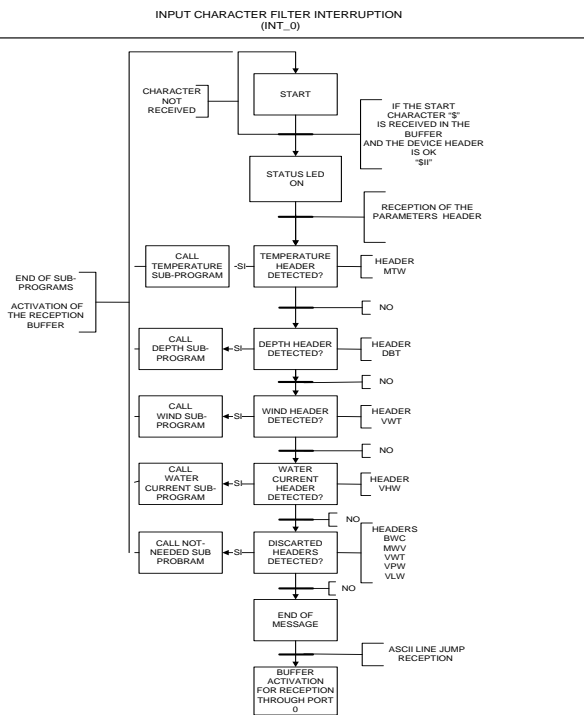 INPUT CHARACTER FILTER INTERRUPTION
(INT_0)
CHARACTER
NOT
RECEIVED
START
IF THE START
CHARACTER "$"
IS RECEIVED IN THE
BUFFER
AND THE DEVICE HEADER
IS OK
"$II"
STATUS LED
ON
RECEPTION OF THE
PARAMETERS HEADER
CALL
TEMPERATURE
SUB-PROGRAM
-SI-
TEMPERATURE
HEADER
DETECTED?
HEADER
MTW
END OF SUB-
PROGRAMS
ACTIVATION OF
THE RECEPTION
BUFFER
NO
CALL
DEPTH SUB-
PROGRAM
SI
DEPTH HEADER
DETECTED?
HEADER
DBT
NO
CALL
WIND SUB-
PROGRAM
SI
WIND HEADER
DETECTED?
HEADER
VWT
NO
CALL
WATER
CURRENT SUB-
PROGRAM
SI
WATER
CURRENT
HEADER
DETECTED?
HEADER
VHW
NO
CALL NOT-
NEEDED SUB
PROBRAM
SI
DISCARTED
HEADERS
DETECTED?
HEADERS
BWC
MWV
VWT
VPW
VLW
NO
END OF
MESSAGE
ASCII LINE JUMP
RECEPTION
BUFFER
ACTIVATION
FOR RECEPTION
THROUGH PORT
0